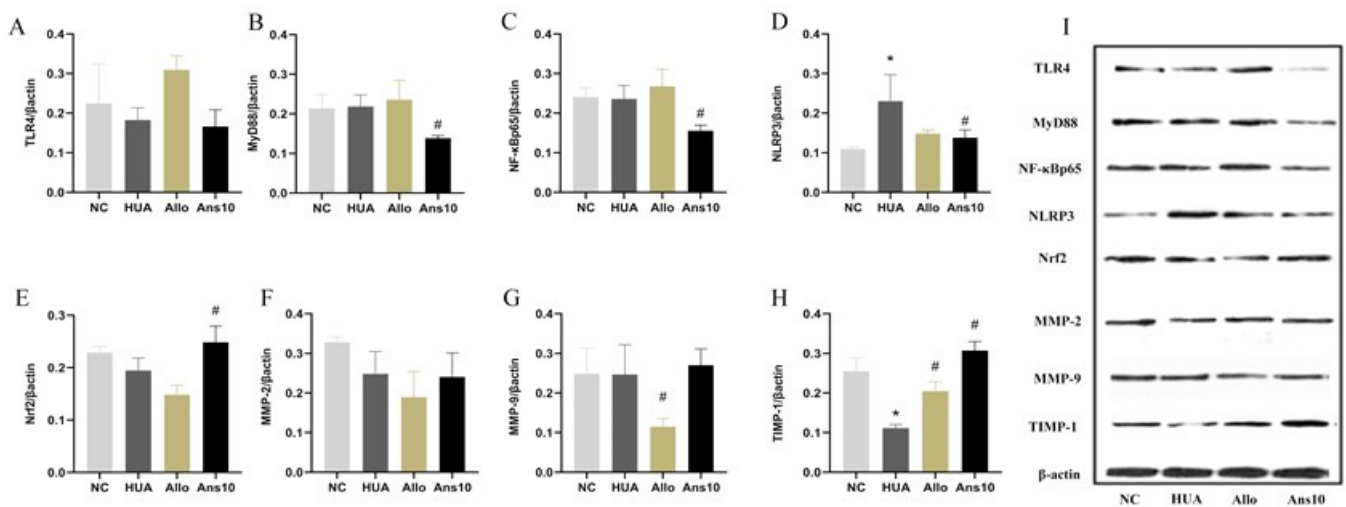 A
TLR4/βactin
0.4
0.3
0.2
0.1
0.0
NC HUA Allo Ans10
B
MyD88/βactin
0.4
0.3
0.2
0.1
0.0
#
NC HUA Allo Ans10
C
NF-κBp65/βactin
0.4
0.3
0.2
0.1
0.0
#
NC HUA Allo Ans10
D
NLRP3/βactin
0.4
0.3
0.2
0.1
0.0
*
#
NC HUA Allo Ans10
E
Nrf2/βactin
0.3
0.2
0.1
0.0
#
NC HUA Allo Ans10
F
MMP-2/βactin
0.4
0.3
0.2
0.1
0.0
NC HUA Allo Ans10
G
MMP-9/βactin
0.4
0.3
0.2
0.1
0.0
#
NC HUA Allo Ans10
H
TIMP-1/βactin
0.4
0.3
0.2
0.1
0.0
*
#
#
NC HUA Allo Ans10
I
TLR4
MyD88
NF-κBp65
NLRP3
Nrf2
MMP-2
MMP-9
TIMP-1
β-actin
NC HUA Allo Ans10